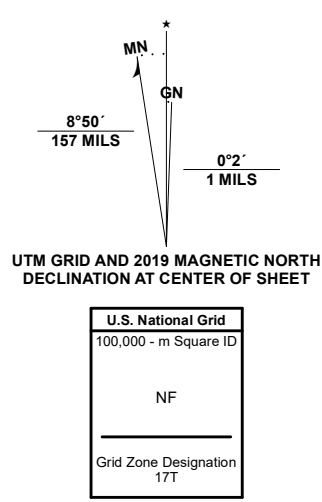 ★
MN
GN
8°50´
157 MILS
0°2´
1 MILS
UTM GRID AND 2019 MAGNETIC NORTH
DECLINATION AT CENTER OF SHEET
U.S. National Grid
100,000 - m Square ID
NF
Grid Zone Designation
17T